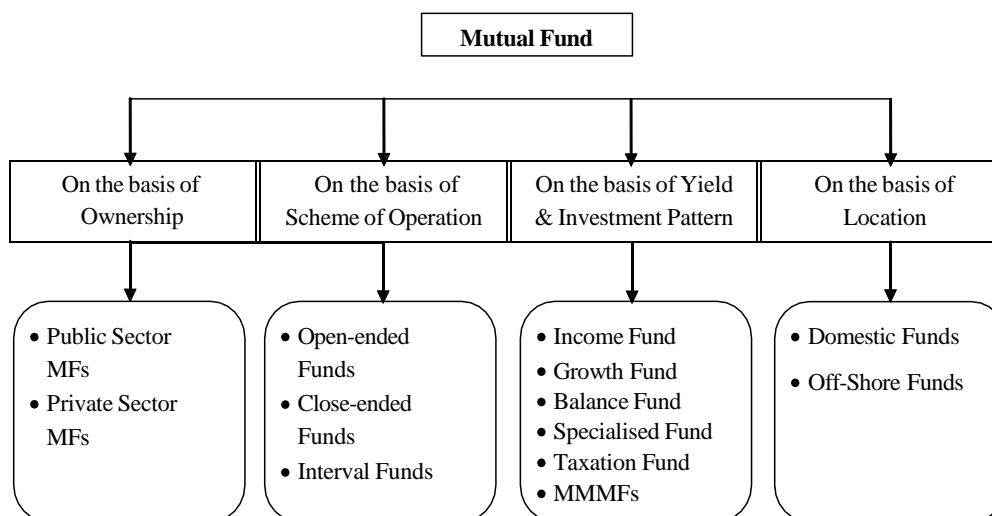 Mutual Fund
On the basis of
Ownership
On the basis of
Scheme of Operation
On the basis of Yield
& Investment Pattern
On the basis of
Location
• Public Sector
MFs
• Private Sector
MFs
• Open-ended
Funds
• Close-ended
Funds
• Interval Funds
• Income Fund
• Growth Fund
• Balance Fund
• Specialised Fund
• Taxation Fund
• MMMFs
• Domestic Funds
• Off-Shore Funds